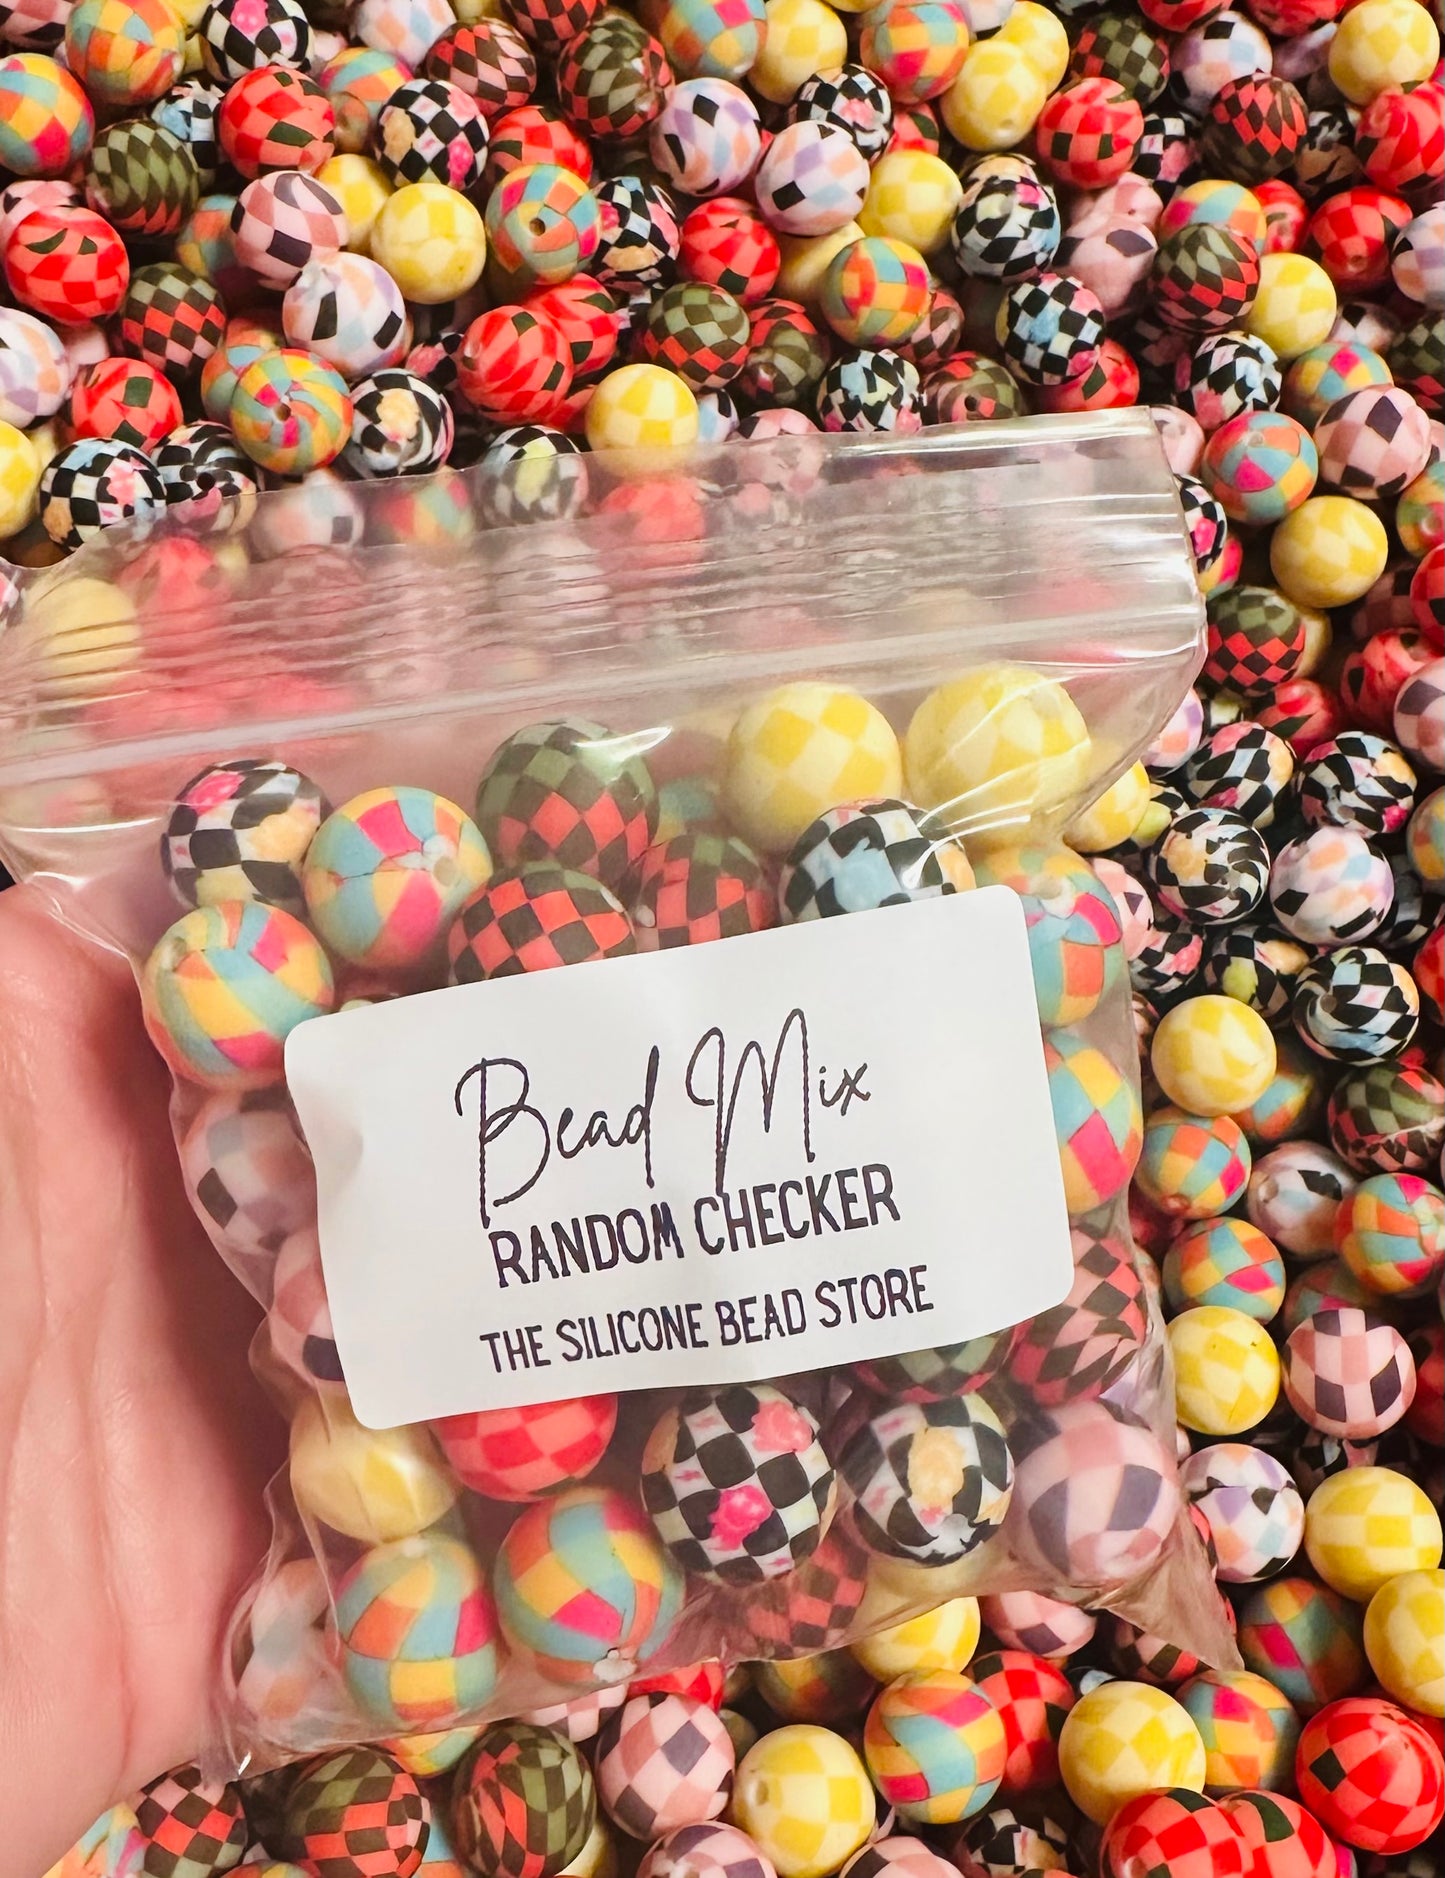 Bead Mix
RANDOM CHECKER
THE SILICONE BEAD STORE